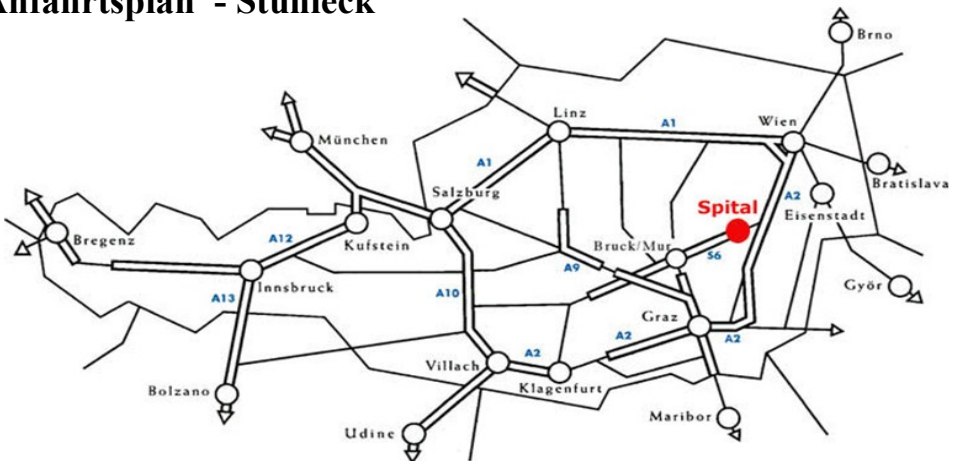 Anfahrtsplan - Stuhleck
Brno
Linz
A1
Wien
München
A1
Bratislava
Salzburg
A2
Spital
Eisenstadt
Bregenz
A12
Kufstein
Bruck/Mur
S6
A9
Györ
Innsbruck
A13
A10
Graz
A2
A2
Villach
A2
Klagenfurt
Bolzano
Maribor
Udine